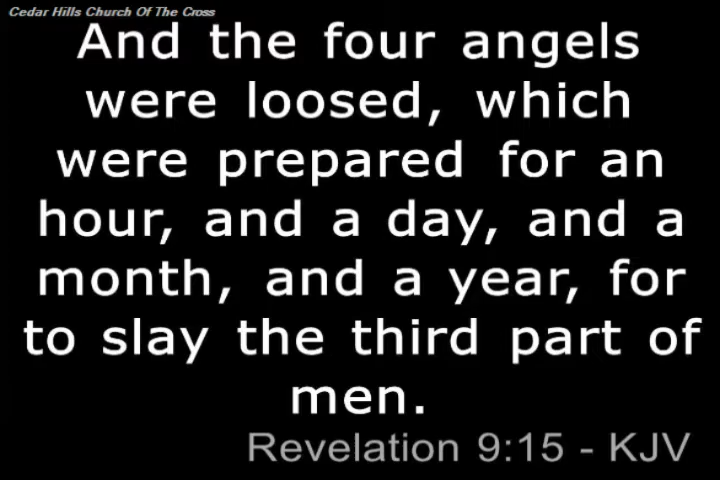 Cedar Hills Church Of The Cross
And the four angels
were loosed, which
were prepared for an
hour, and a day, and a
month, and a year, for
to slay the third part of
men.
Revelation 9:15 - KJV